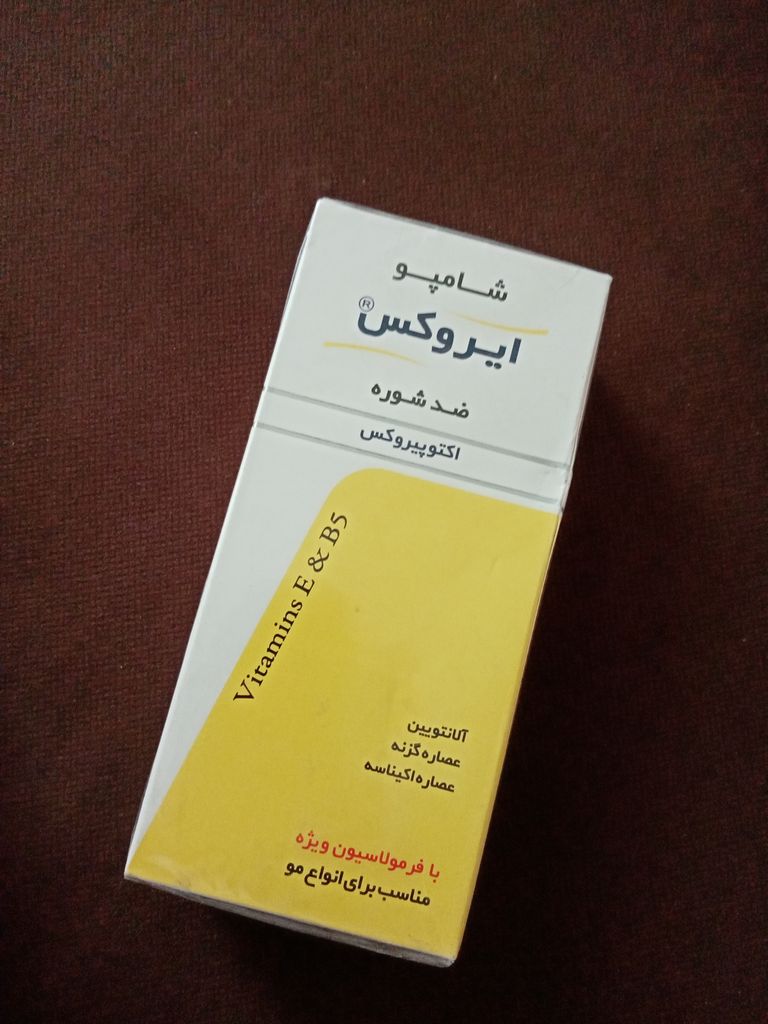 شامپو
ایروکس®
ضد شوره
اکتوپیروکس
Vitamins E & B5
آلانتویین
عصاره گزنه
عصاره اکیناسه
با فرمولاسیون ویژه
مناسب برای انواع مو